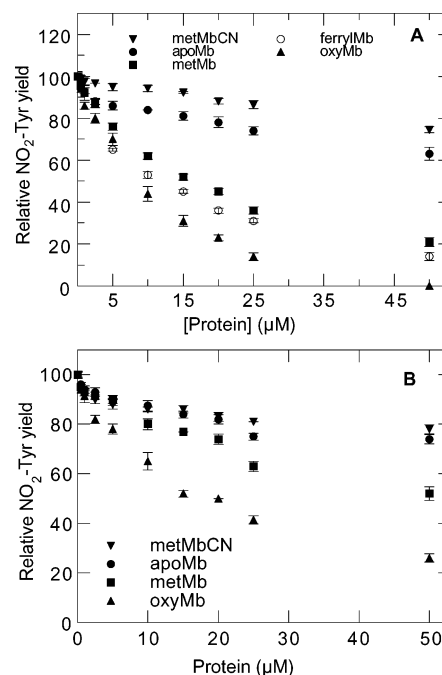 A
metMbCN
ferrylMb
apoMb
oxyMb
metMb
Relative NO2-Tyr yield
120
100
80
60
40
20
0
5
15
25
35
45
[Protein] (µM)
B
Relative NO2-Tyr yield
100
80
60
40
20
0
metMbCN
apoMb
metMb
oxyMb
0
10
20
30
40
50
Protein (µM)